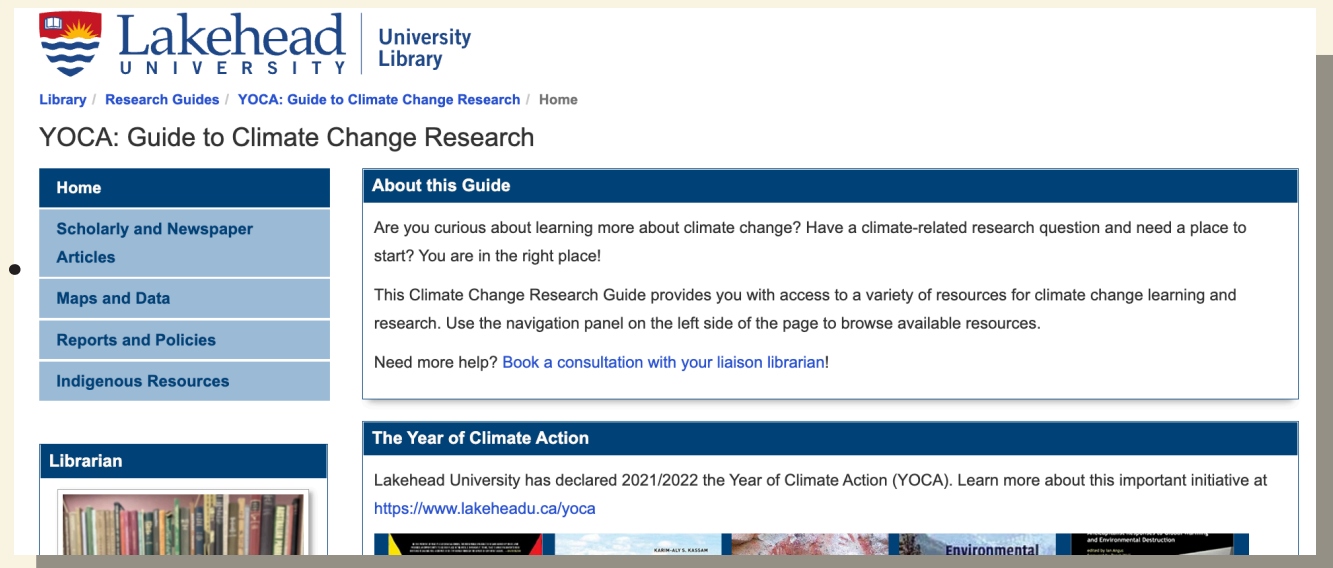 Lakehead
UNIVERSITY
University
Library
Library / Research Guides / YOCA: Guide to Climate Change Research / Home
YOCA: Guide to Climate Change Research
Home
Scholarly and Newspaper
Articles
Maps and Data
Reports and Policies
Indigenous Resources
Librarian
About this Guide
Are you curious about learning more about climate change? Have a climate-related research question and need a place to
start? You are in the right place!
This Climate Change Research Guide provides you with access to a variety of resources for climate change learning and
research. Use the navigation panel on the left side of the page to browse available resources.
Need more help? Book a consultation with your liaison librarian!
The Year of Climate Action
Lakehead University has declared 2021/2022 the Year of Climate Action (YOCA). Learn more about this important initiative at
https://www.lakeheadu.ca/yoca
KARIM-ALY S. KASSAM
Environmental
and Environmental Destruction
edited by Ian Angus